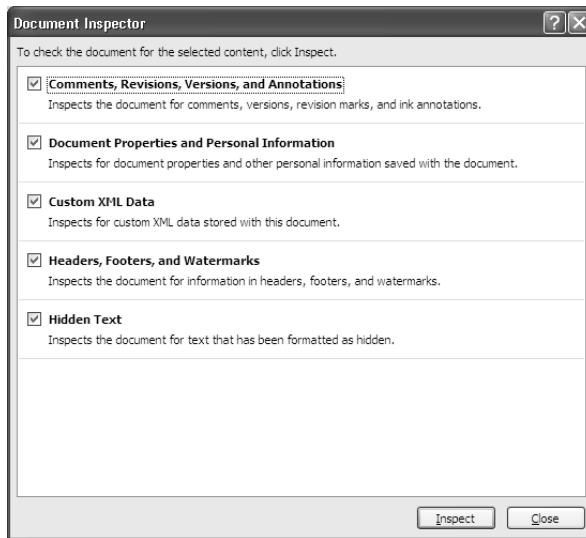 Document Inspector
To check the document for the selected content, click Inspect.
Comments, Revisions, Versions, and Annotations
Inspects the document for comments, versions, revision marks, and ink annotations.
Document Properties and Personal Information
Inspects for document properties and other personal information saved with the document.
Custom XML Data
Inspects for custom XML data stored with this document.
Headers, Footers, and Watermarks
Inspects the document for information in headers, footers, and watermarks.
Hidden Text
Inspects the document for text that has been formatted as hidden.
Inspect Close